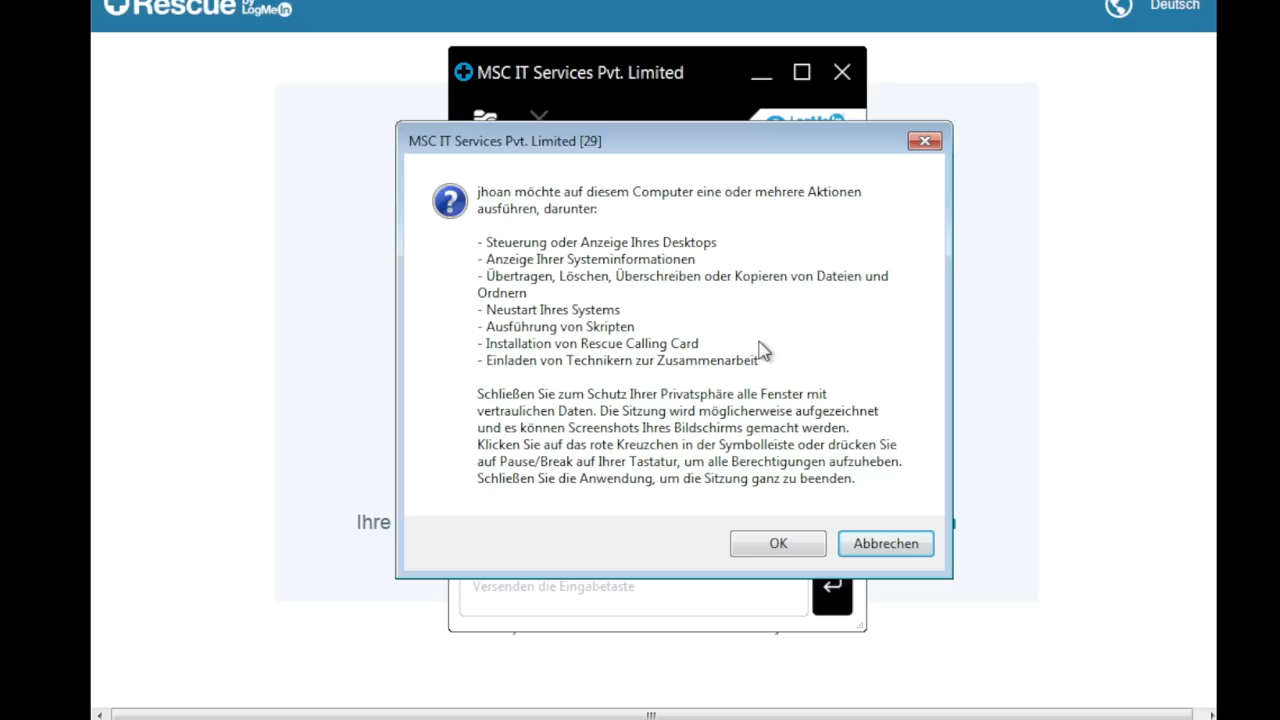 Rescue by LogMeIn
Deutsch
MSC IT Services Pvt. Limited
LogMeIn
MSC IT Services Pvt. Limited [29]
jhoan möchte auf diesem Computer eine oder mehrere Aktionen
ausführen, darunter:
- Steuerung oder Anzeige Ihres Desktops
- Anzeige Ihrer Systeminformationen
- Übertragen, Löschen, Überschreiben oder Kopieren von Dateien und
Ordnern
- Neustart Ihres Systems
- Ausführung von Skripten
- Installation von Rescue Calling Card
- Einladen von Technikern zur Zusammenarbeit
Schließen Sie zum Schutz Ihrer Privatsphäre alle Fenster mit
vertraulichen Daten. Die Sitzung wird möglicherweise aufgezeichnet
und es können Screenshots Ihres Bildschirms gemacht werden.
Klicken Sie auf das rote Kreuzchen in der Symbolleiste oder drücken Sie
auf Pause/Break auf Ihrer Tastatur, um alle Berechtigungen aufzuheben.
Schließen Sie die Anwendung, um die Sitzung ganz zu beenden.
Ihre
OK
Abbrechen
Versenden die Eingabetaste